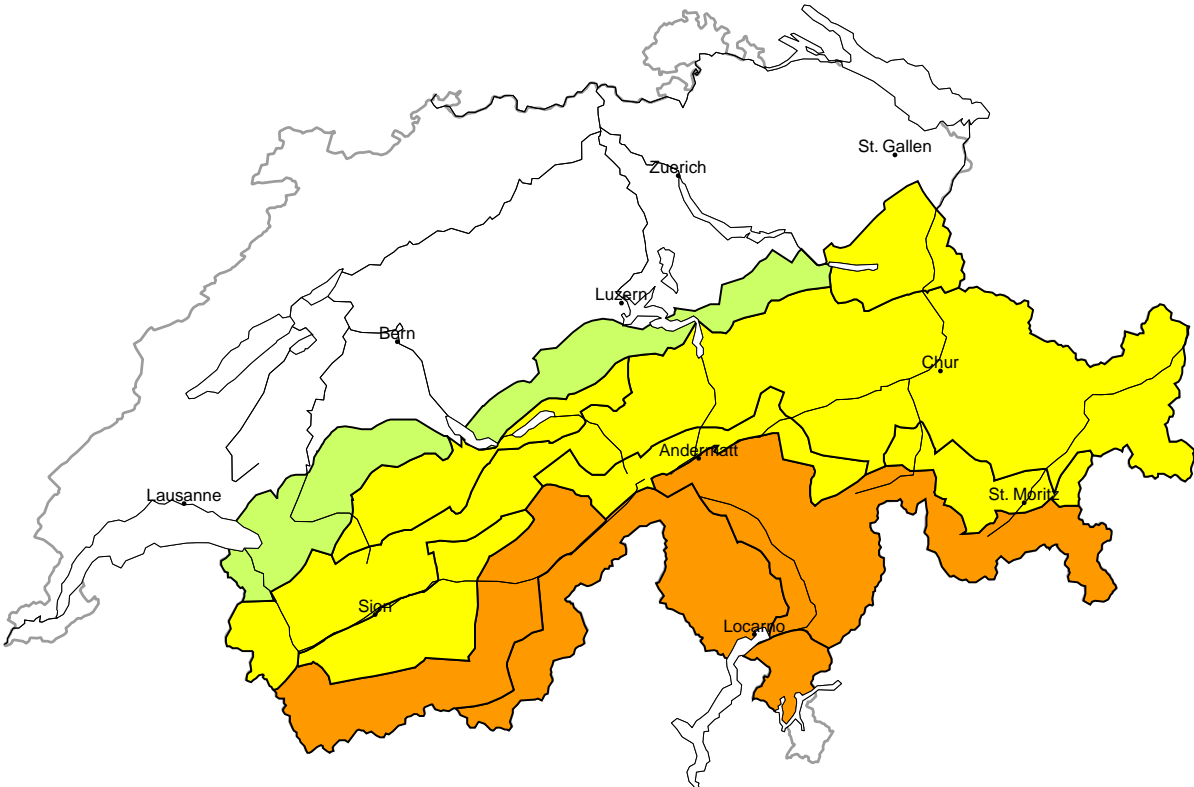 St. Gallen
Zuerich
Luzern
Bern
Chur
Andermatt
Lausanne
St. Moritz
Sion
Locarno